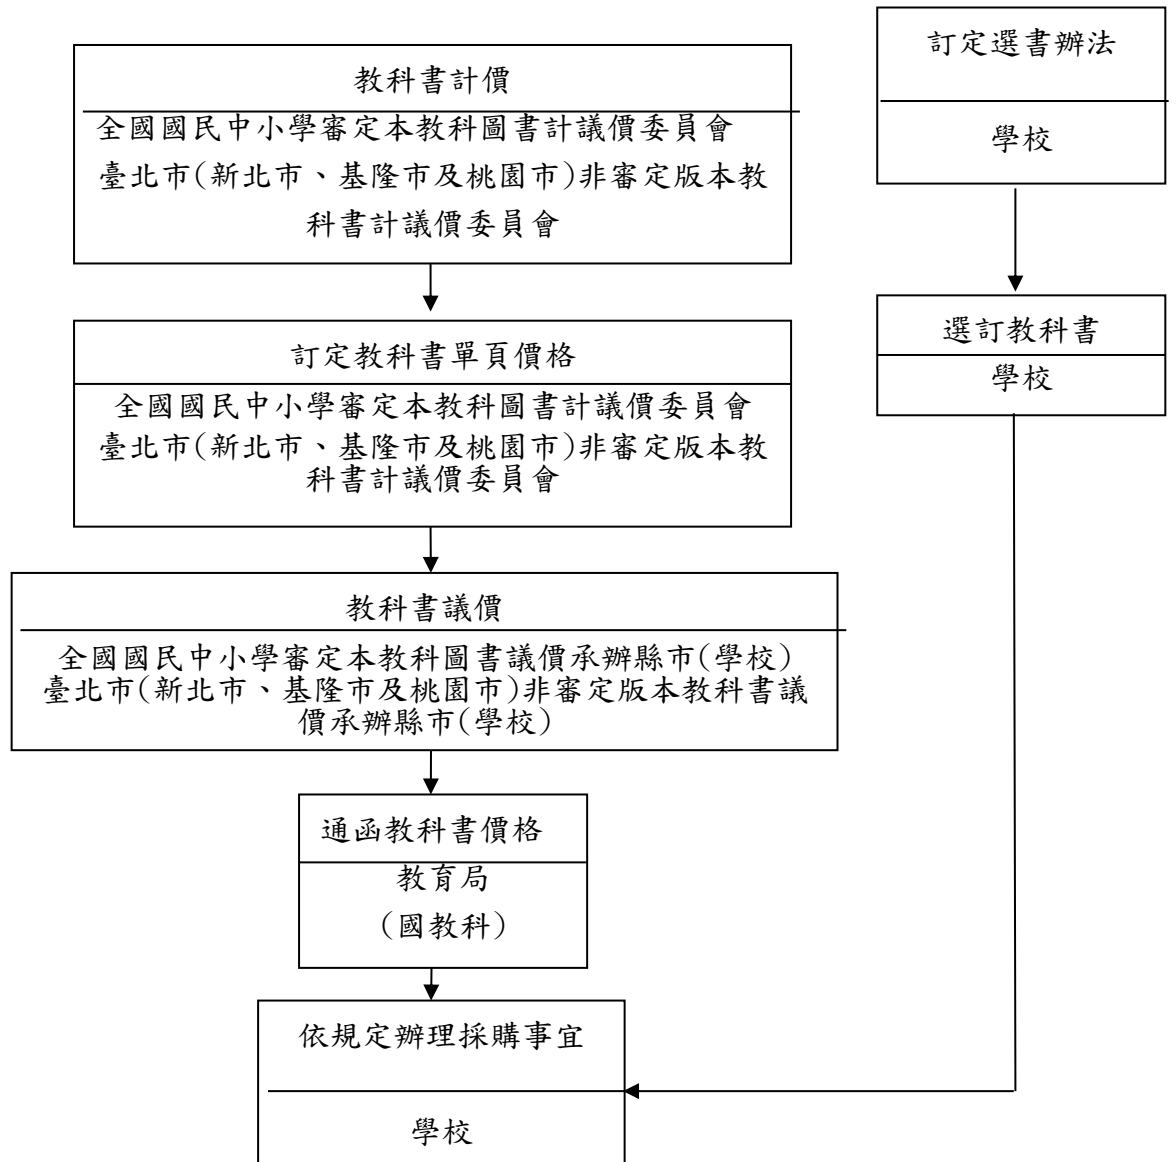 教科書計價
全國國民中小學審定本教科圖書計議價委員會
臺北市(新北市、基隆市及桃園市)非審定版本教
科書計議價委員會
訂定教科書單頁價格
全國國民中小學審定本教科圖書計議價委員會
臺北市(新北市、基隆市及桃園市)非審定版本教
科書計議價委員會
教科書議價
全國國民中小學審定本教科圖書議價承辦縣市(學校)
臺北市(新北市、基隆市及桃園市)非審定版本教科書議
價承辦縣市(學校)
通函教科書價格
教育局
(國教科)
依規定辦理採購事宜
學校
訂定選書辦法
學校
選訂教科書
學校